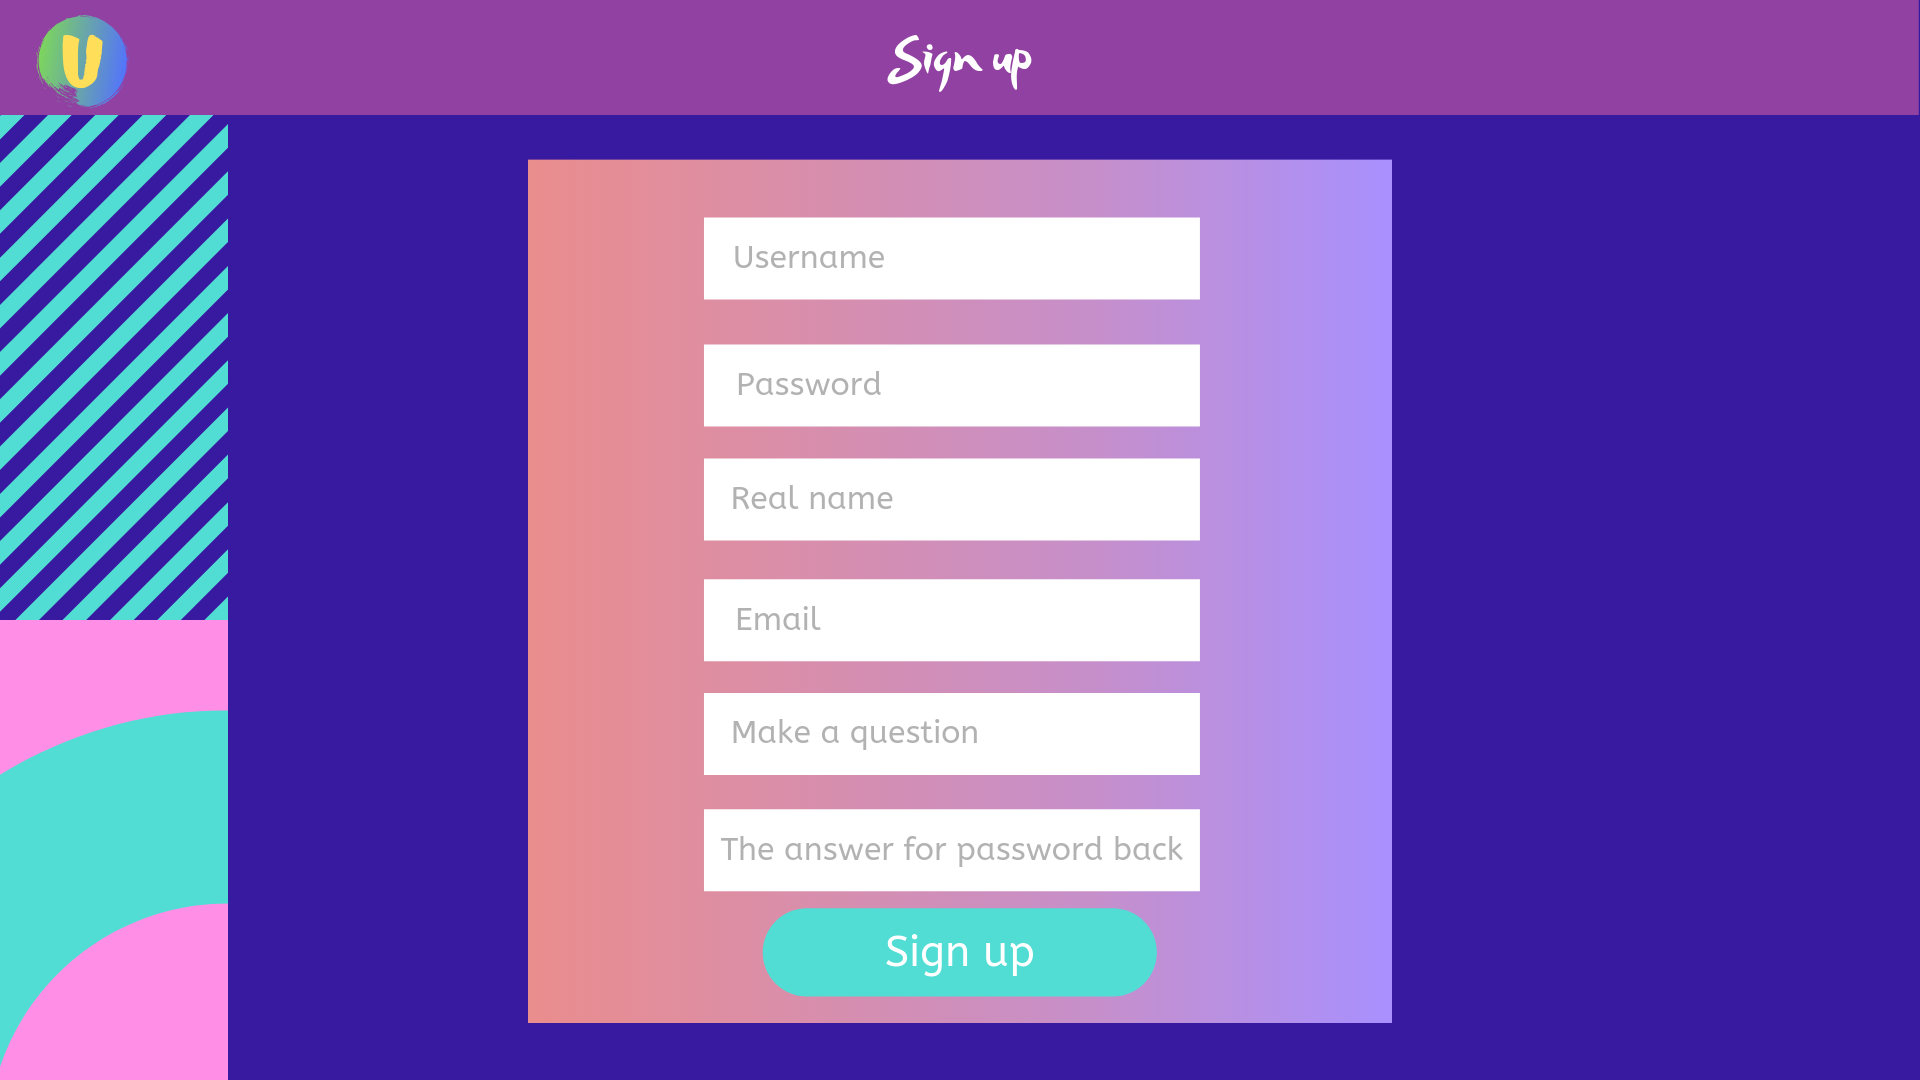 U
Sign up
Username
Password
Real name
Email
Make a question
The answer for password back
Sign up